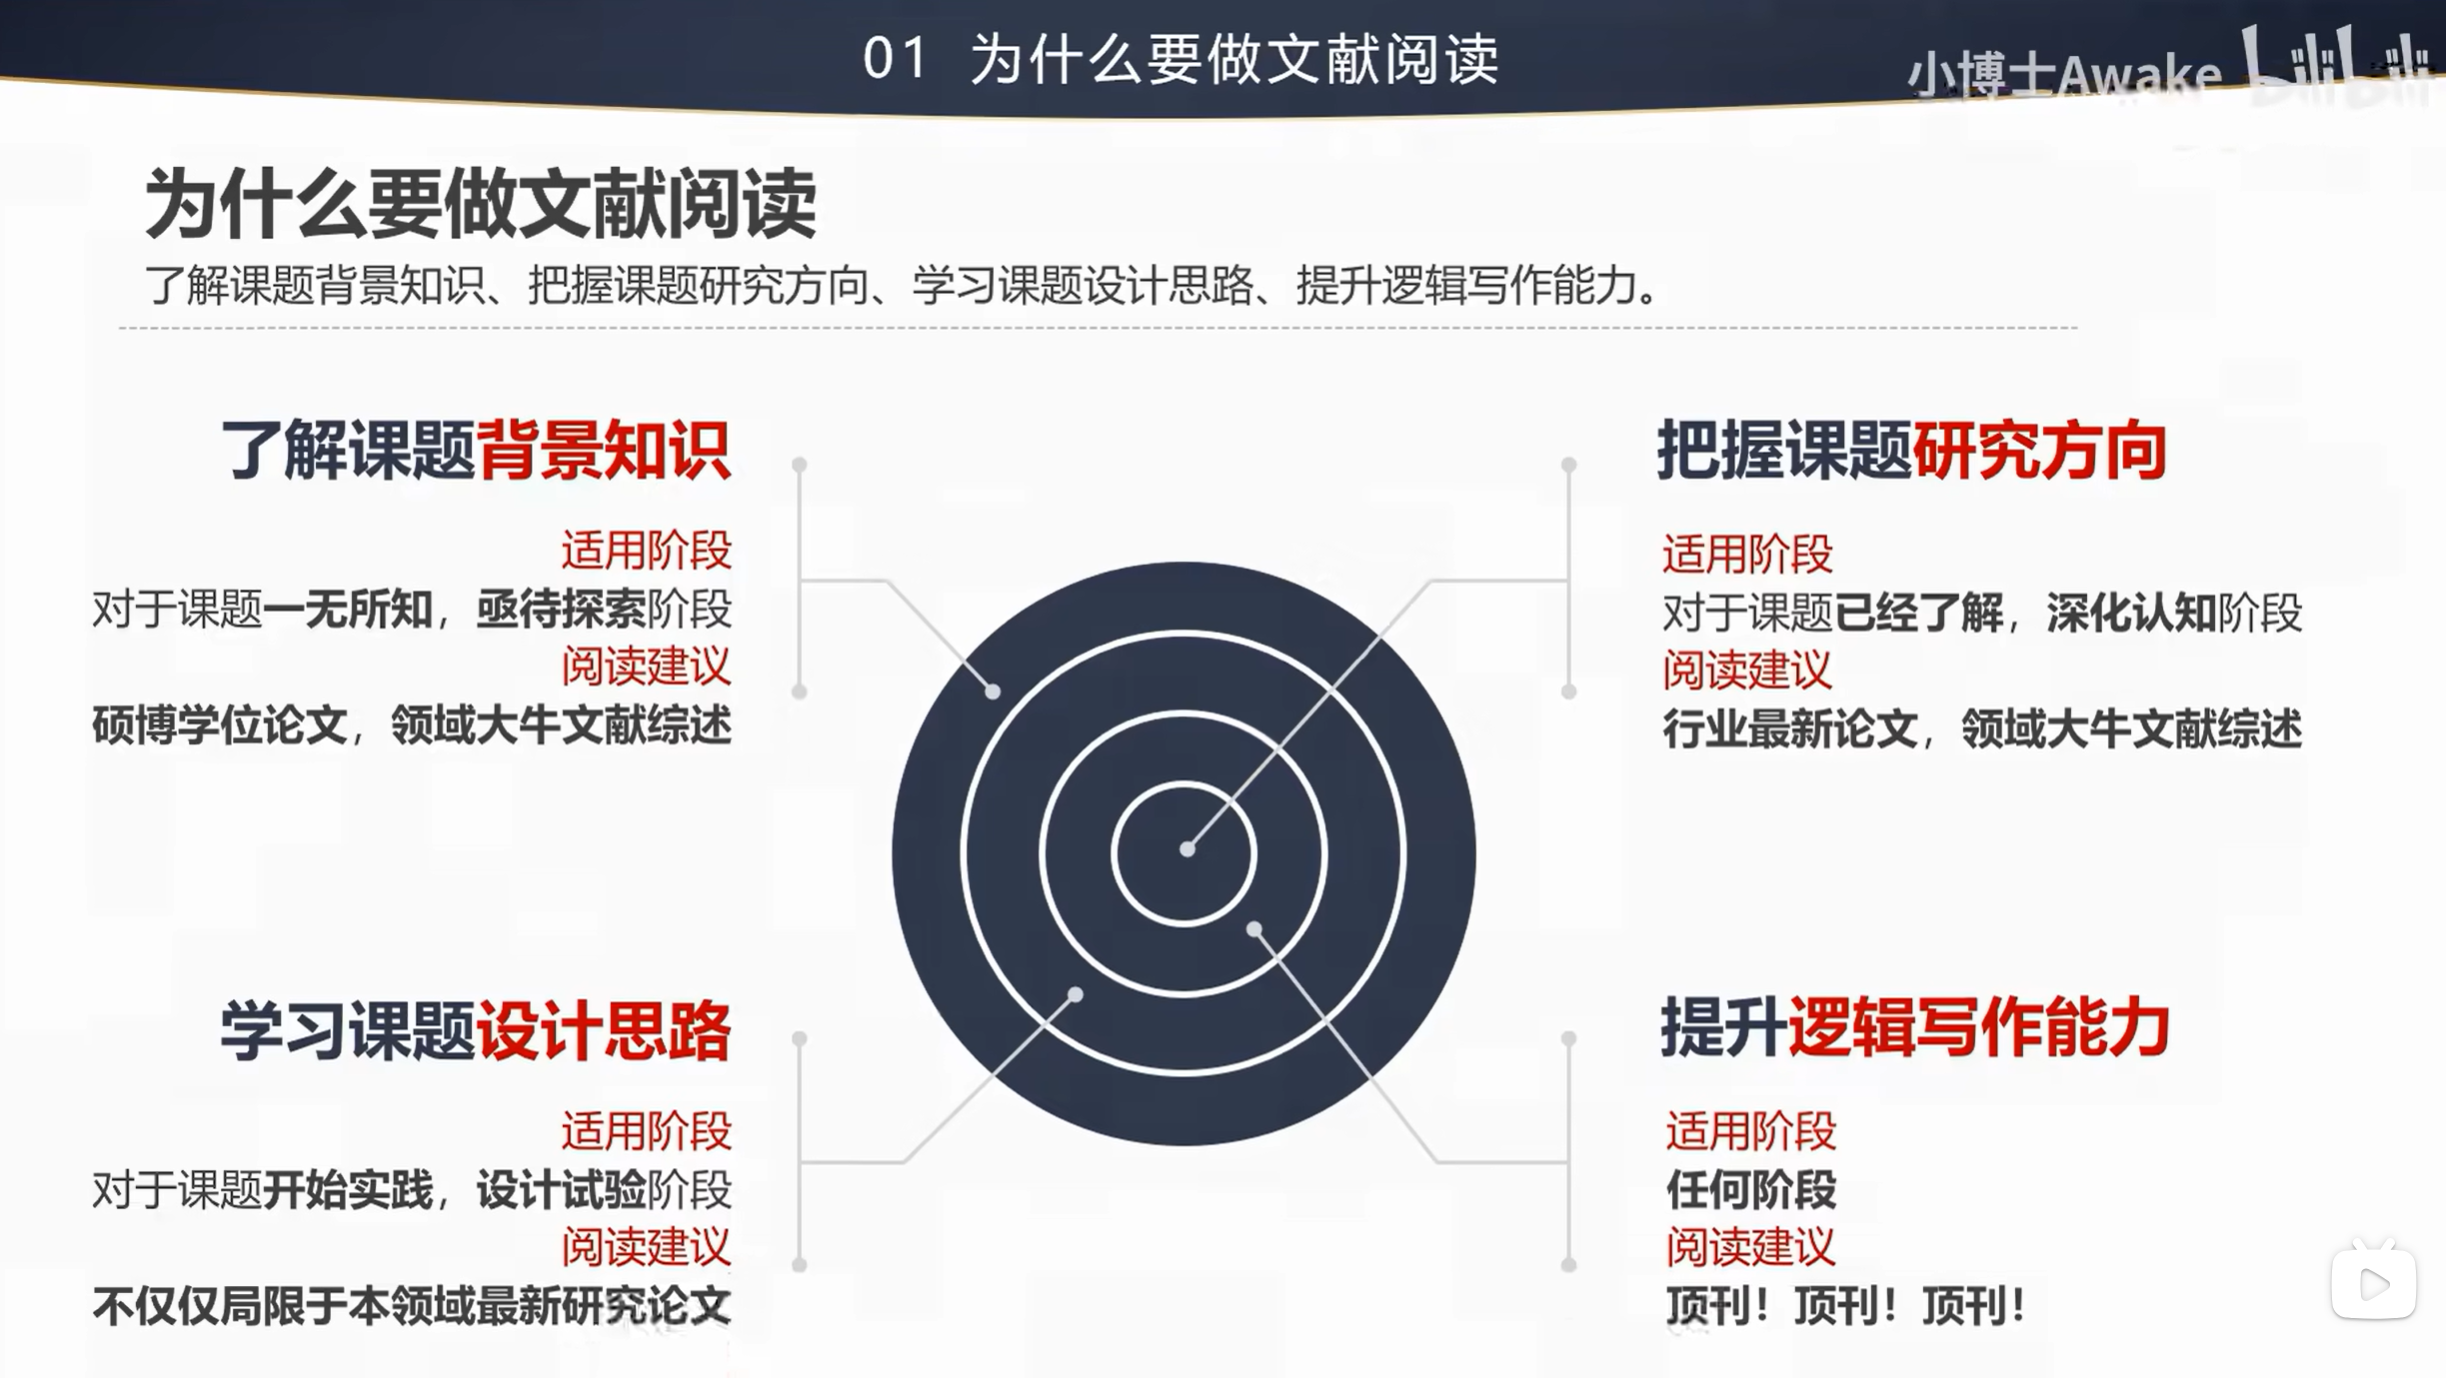 01 为什么要做文献阅读
小博士Awake bilibili
为什么要做文献阅读
了解课题背景知识、把握课题研究方向、学习课题设计思路、提升逻辑写作能力。
了解课题背景知识
适用阶段
对于课题一无所知，亟待探索阶段
阅读建议
硕博学位论文，领域大牛文献综述
把握课题研究方向
适用阶段
对于课题已经了解，深化认知阶段
阅读建议
行业最新论文，领域大牛文献综述
学习课题设计思路
适用阶段
对于课题开始实践，设计试验阶段
阅读建议
不仅仅局限于本领域最新研究论文
提升逻辑写作能力
适用阶段
任何阶段
阅读建议
顶刊！顶刊！顶刊！